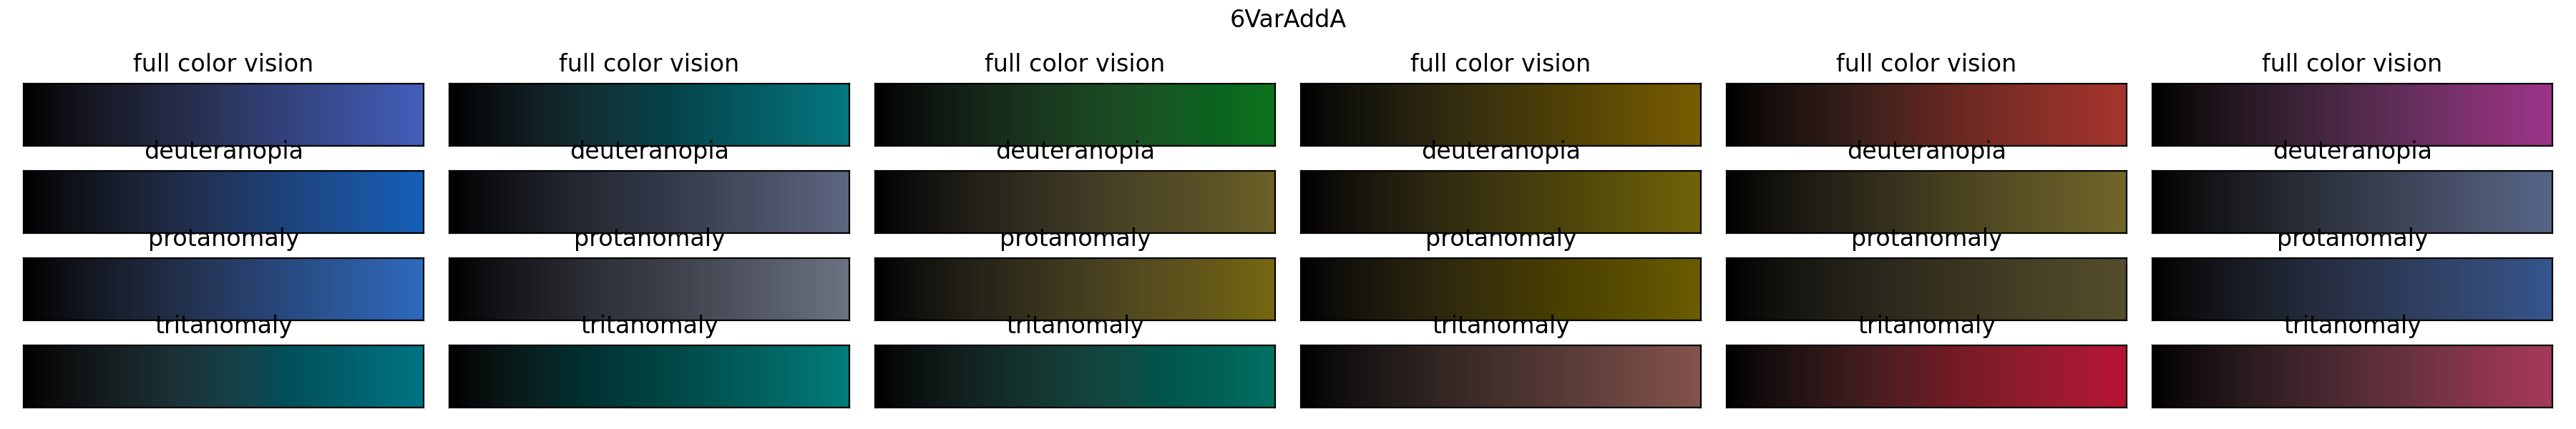 6VarAddA
full color vision full color vision full color vision full color vision full color vision full color vision
deuteranopia deuteranopia deuteranopia deuteranopia deuteranopia deuteranopia
protanomaly protanomaly protanomaly protanomaly protanomaly protanomaly
tritanomaly tritanomaly tritanomaly tritanomaly tritanomaly tritanomaly